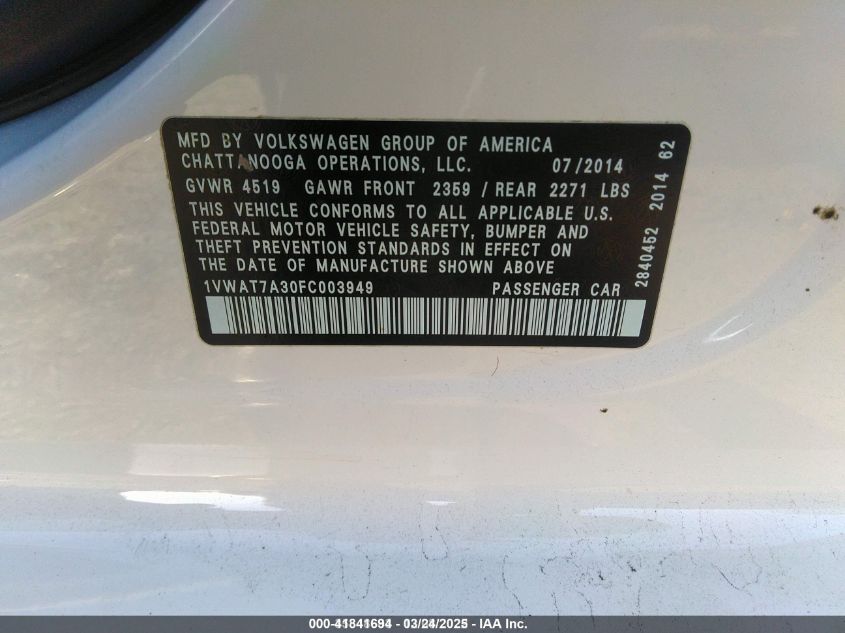 MFD BY VOLKSWAGEN GROUP OF AMERICA
CHATTANOOGA OPERATIONS, LLC. 07/2014
GVWR 4519 GAWR FRONT 2359 / REAR 2271 LBS
THIS VEHICLE CONFORMS TO ALL APPLICABLE U.S.
FEDERAL MOTOR VEHICLE SAFETY, BUMPER AND
THEFT PREVENTION STANDARDS IN EFFECT ON
THE DATE OF MANUFACTURE SHOWN ABOVE
1VWAT7A30FC003949 PASSENGER CAR
2840452 2014 62
000-41841694 - 03/24/2025 - IAA Inc.